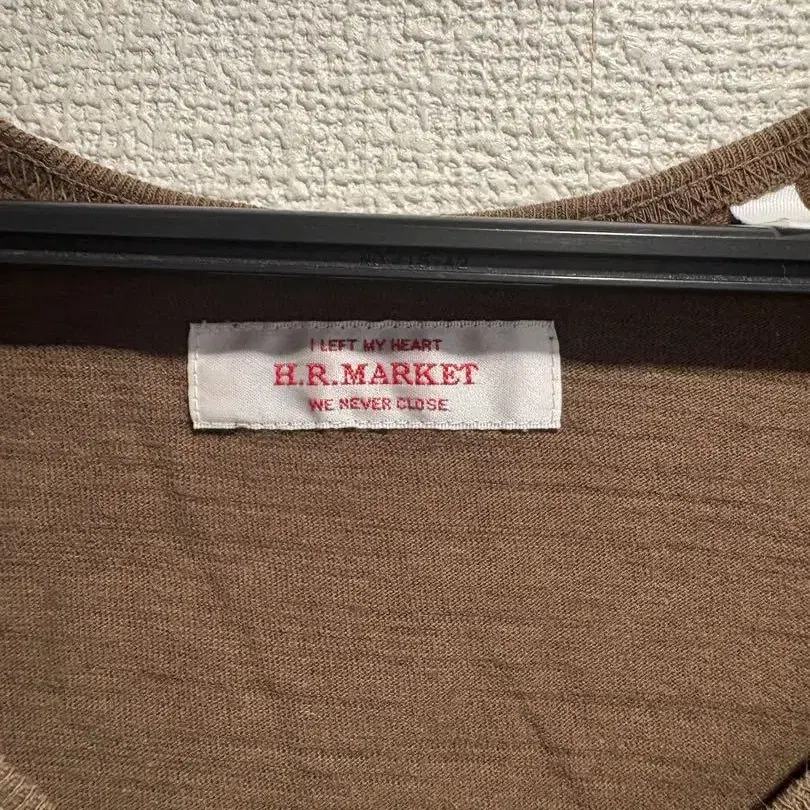 I LEFT MY HEART
H.R.MARKET
WE NEVER CLOSE